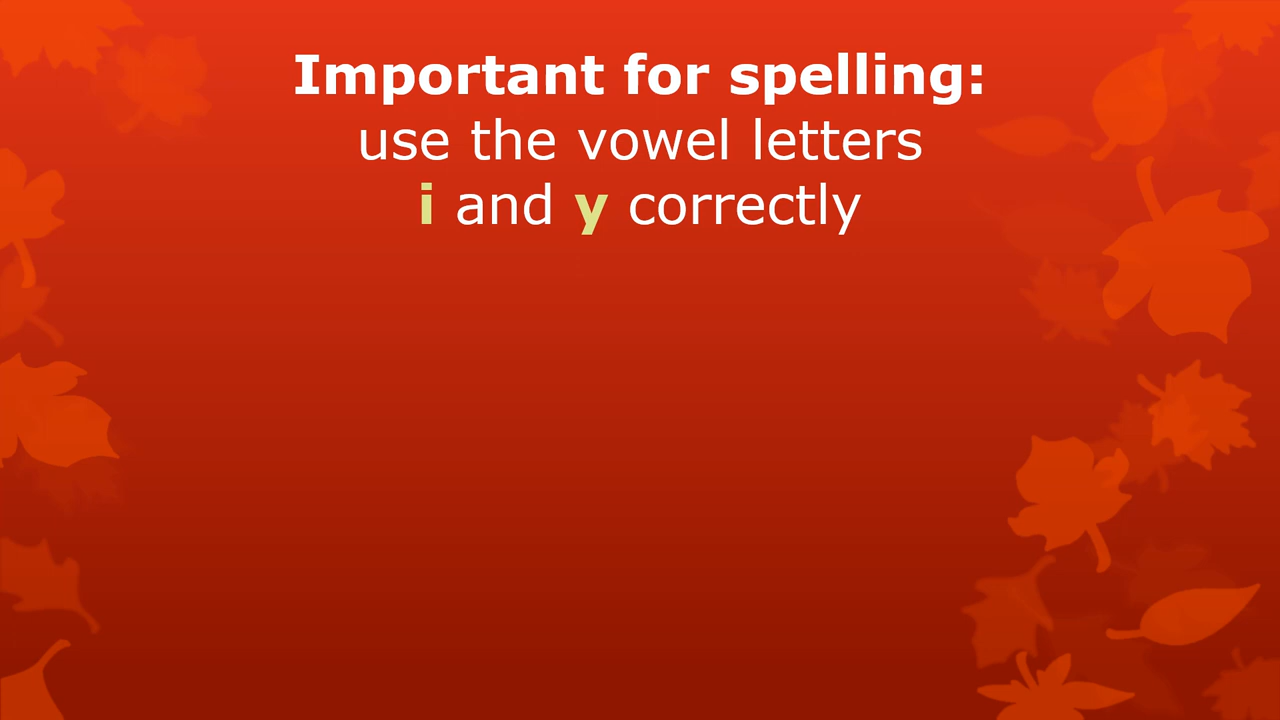 Important for spelling:
use the vowel letters
i and y correctly